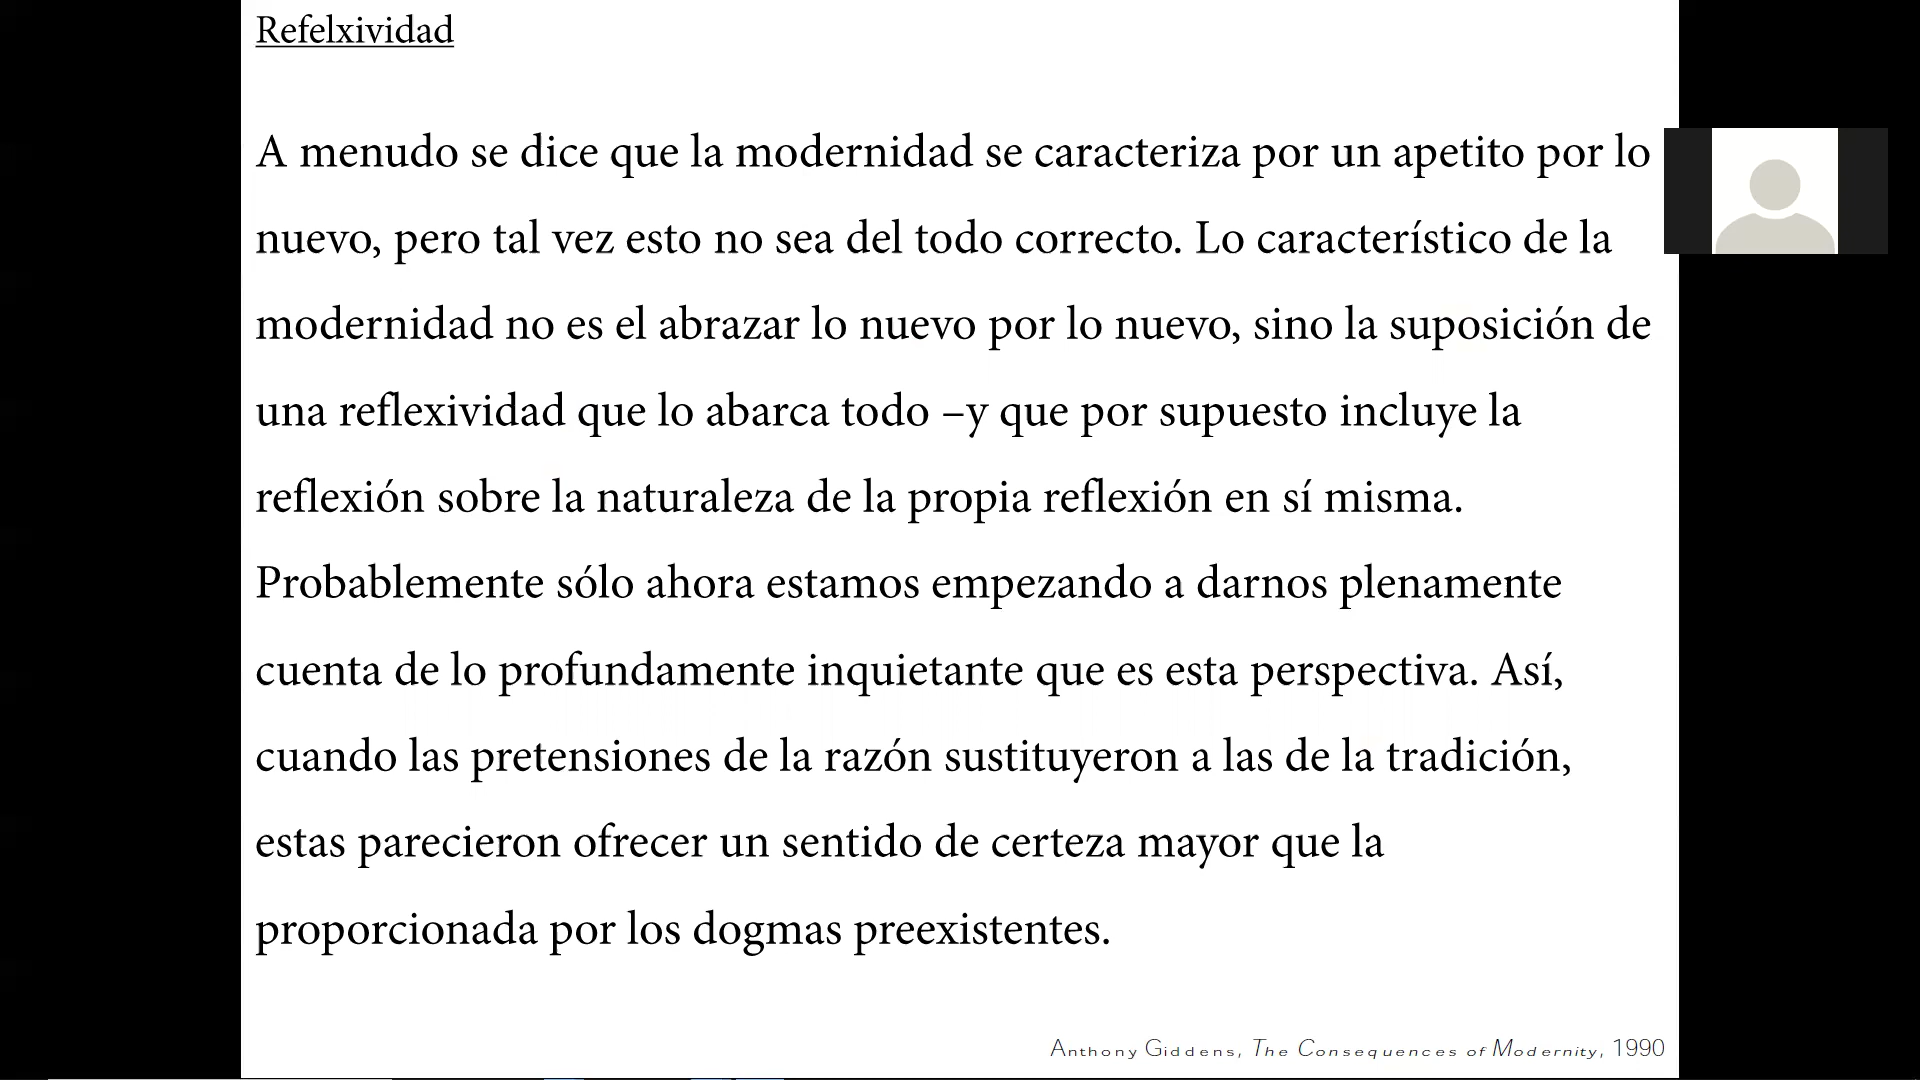 Refelxividad
A menudo se dice que la modernidad se caracteriza por un apetito por lo
nuevo, pero tal vez esto no sea del todo correcto. Lo característico de la
modernidad no es el abrazar lo nuevo por lo nuevo, sino la suposición de
una reflexividad que lo abarca todo –y que por supuesto incluye la
reflexión sobre la naturaleza de la propia reflexión en sí misma.
Probablemente sólo ahora estamos empezando a darnos plenamente
cuenta de lo profundamente inquietante que es esta perspectiva. Así,
cuando las pretensiones de la razón sustituyeron a las de la tradición,
estas parecieron ofrecer un sentido de certeza mayor que la
proporcionada por los dogmas preexistentes.
Anthony Giddens, The Consequences of Modernity, 1990